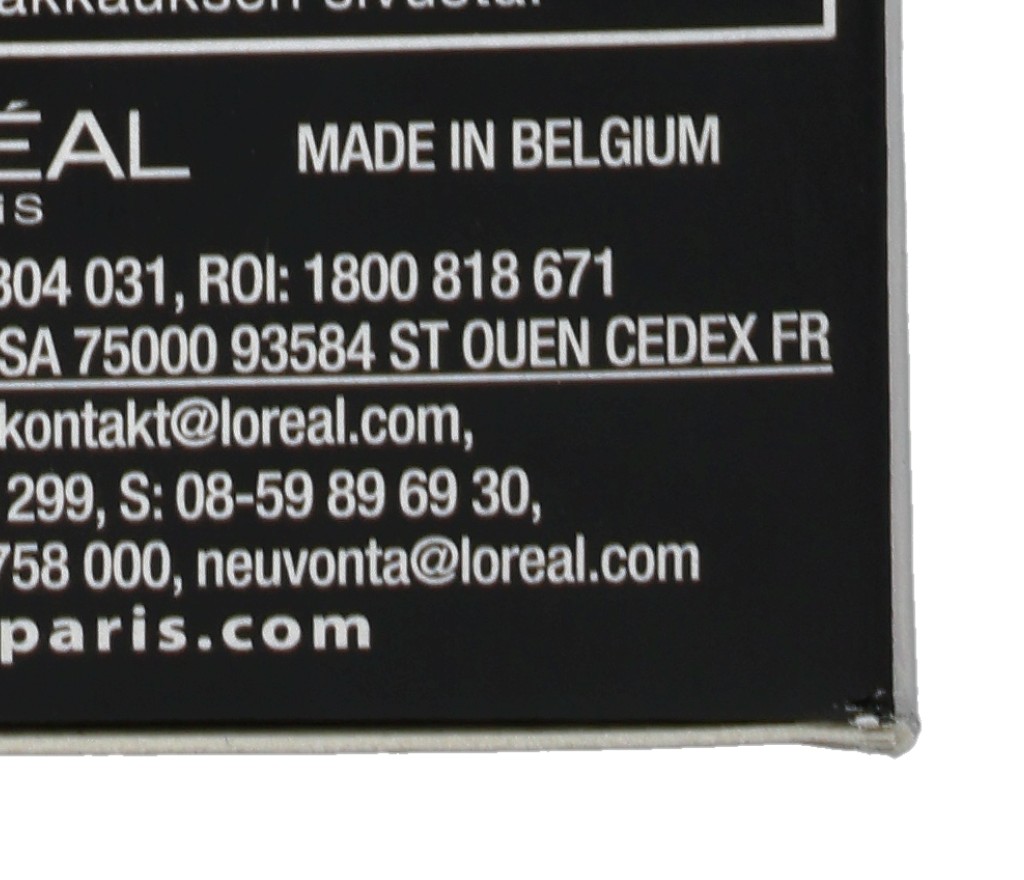 sivusta.
ÉAL MADE IN BELGIUM
304 031, ROI: 1800 818 671
SA 75000 93584 ST OUEN CEDEX FR
kontakt@loreal.com,
299, S: 08-59 89 69 30,
758 000, neuvonta@loreal.com
paris.com